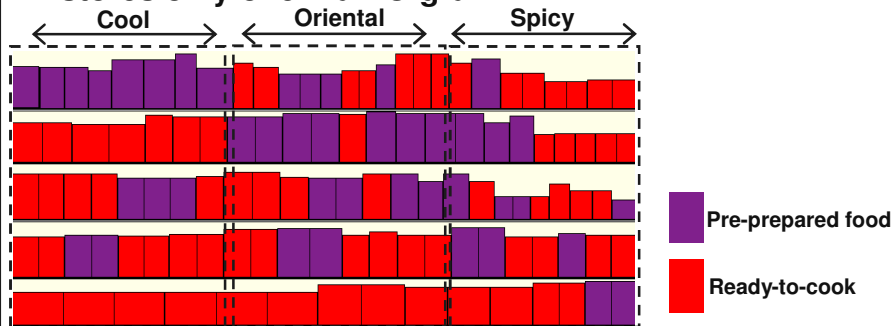 Cool
Oriental
Spicy
Pre-prepared food
Ready-to-cook